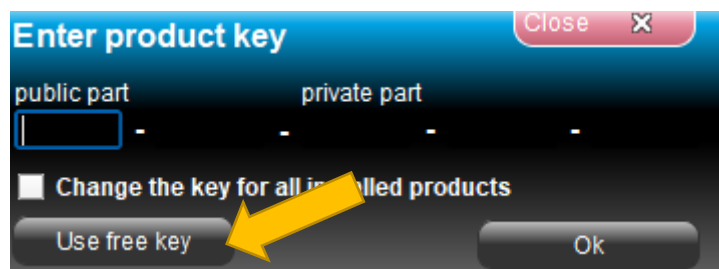 Close
Enter product key
public part private part
- - - -
Change the key for all installed products
Use free key Ok